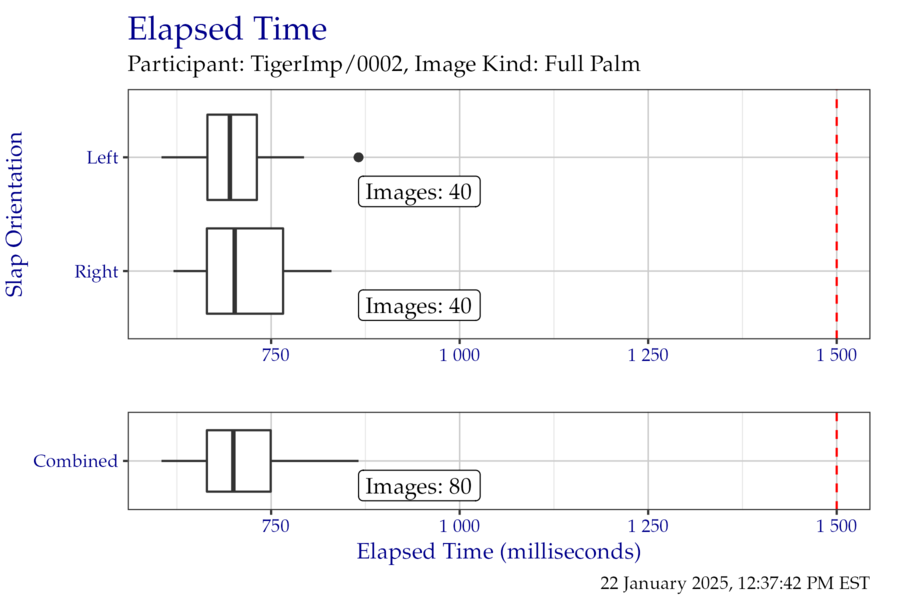 Elapsed Time
Participant: TigerImp/0002, Image Kind: Full Palm
Slap Orientation
Left
Images: 40
Right
Images: 40
750 1 000 1 250 1 500
Combined
Images: 80
750 1 000 1 250 1 500
Elapsed Time (milliseconds)
22 January 2025, 12:37:42 PM EST